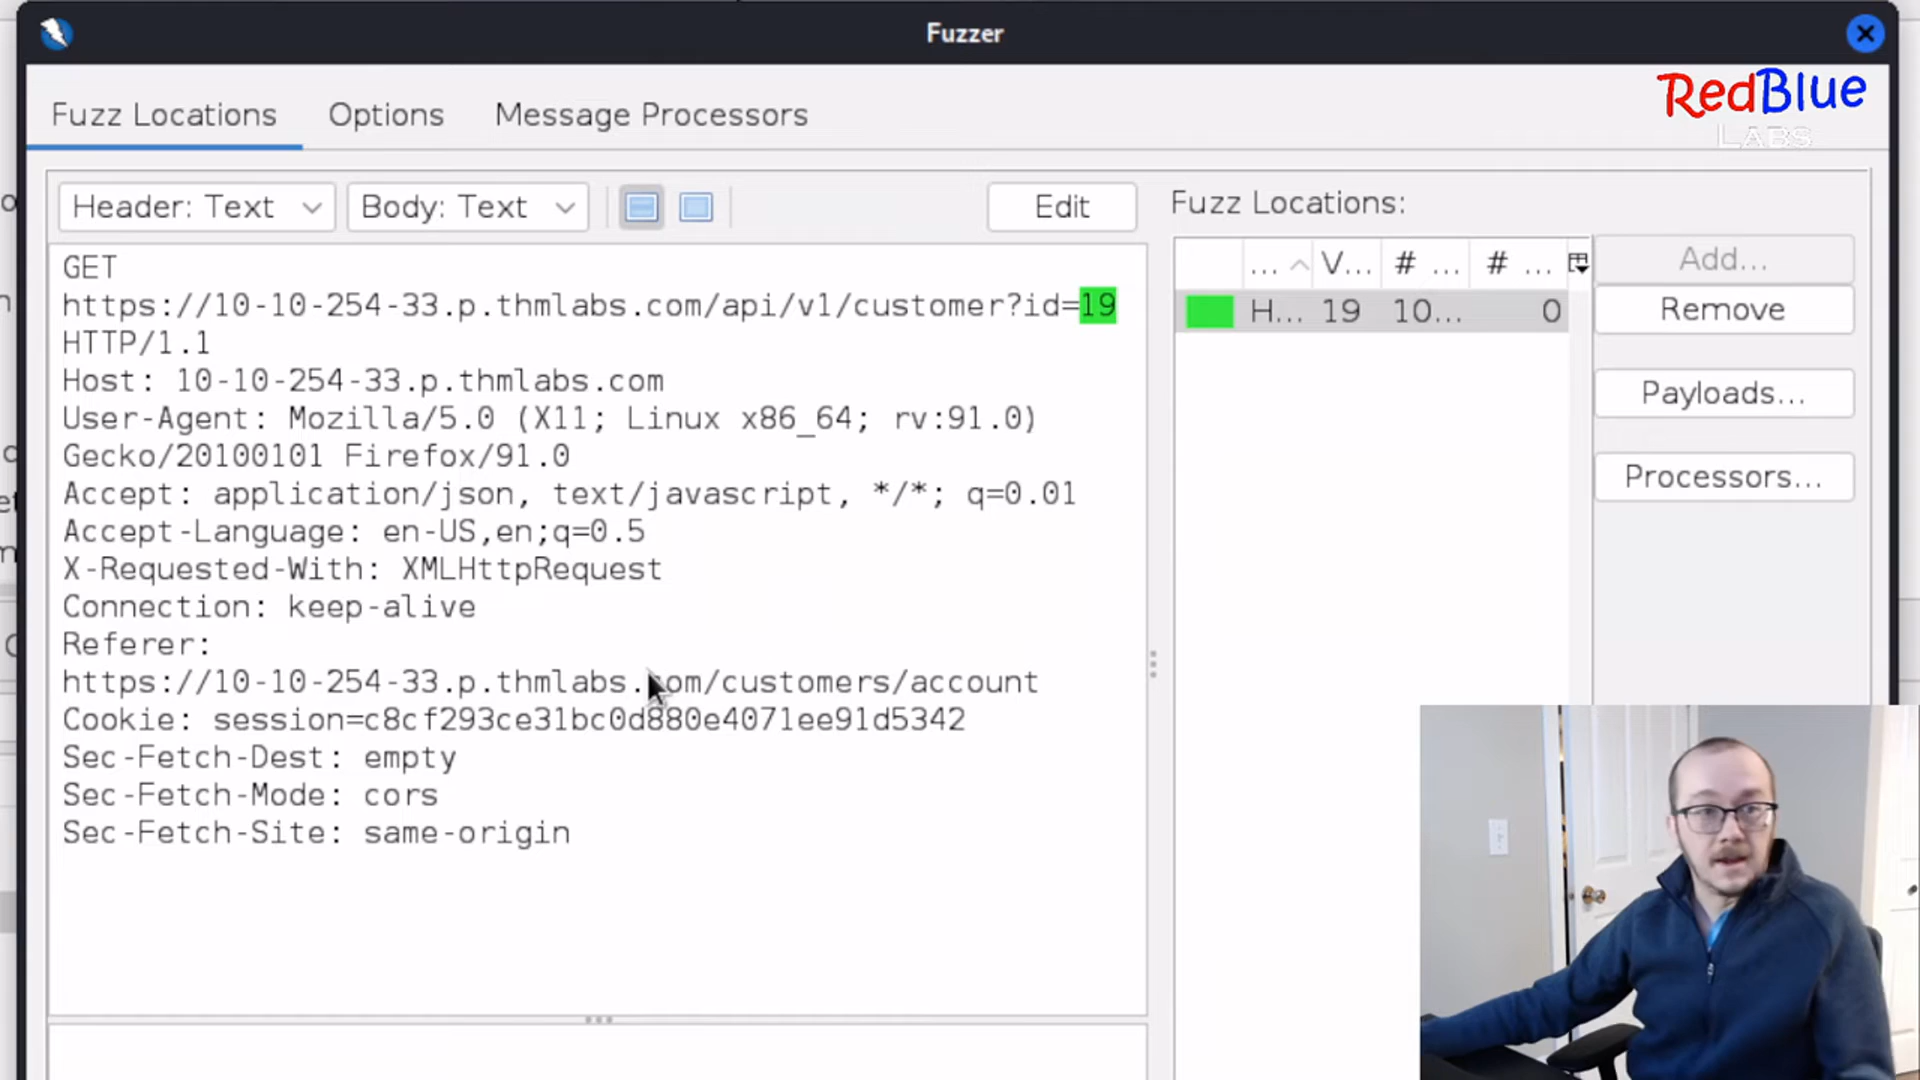 Fuzzer
RedBlue
LABS
Fuzz Locations
Options
Message Processors
Header: Text
Body: Text
Edit
GET
https://10-10-254-33.p.thmlabs.com/api/v1/customer?id=19
HTTP/1.1
Host: 10-10-254-33.p.thmlabs.com
User-Agent: Mozilla/5.0 (X11; Linux x86_64; rv:91.0)
Gecko/20100101 Firefox/91.0
Accept: application/json, text/javascript, */*; q=0.01
Accept-Language: en-US,en;q=0.5
X-Requested-With: XMLHttpRequest
Connection: keep-alive
Referer:
https://10-10-254-33.p.thmlabs.com/customers/account
Cookie: session=c8cf293ce31bc0d880e4071ee91d5342
Sec-Fetch-Dest: empty
Sec-Fetch-Mode: cors
Sec-Fetch-Site: same-origin
Fuzz Locations:
... V... # ... # ...
H... 19 10... 0
Add...
Remove
Payloads...
Processors...